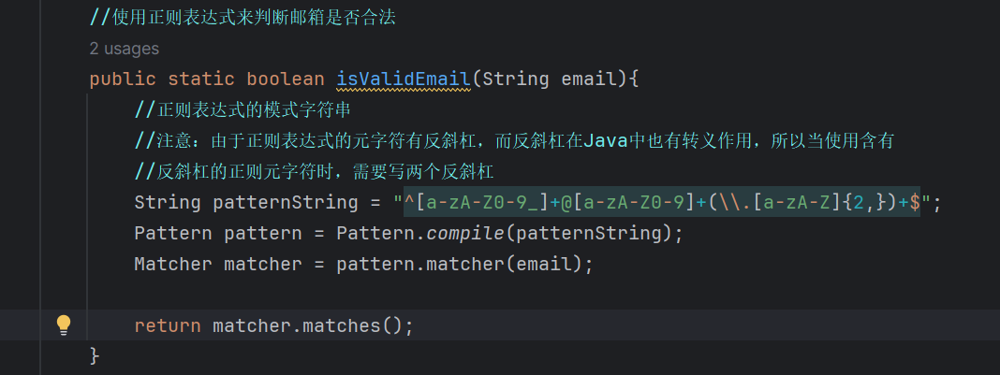 //使用正则表达式来判断邮箱是否合法
2 usages
public static boolean isValidEmail(String email){
//正则表达式的模式字符串
//注意：由于正则表达式的元字符有反斜杠，而反斜杠在Java中也有转义作用，所以当使用含有
//反斜杠的正则元字符时，需要写两个反斜杠
String patternString = "^[a-zA-Z0-9_]+@[a-zA-Z0-9]+(\\.[a-zA-Z]{2,})+$";
Pattern pattern = Pattern.compile(patternString);
Matcher matcher = pattern.matcher(email);
return matcher.matches();
}